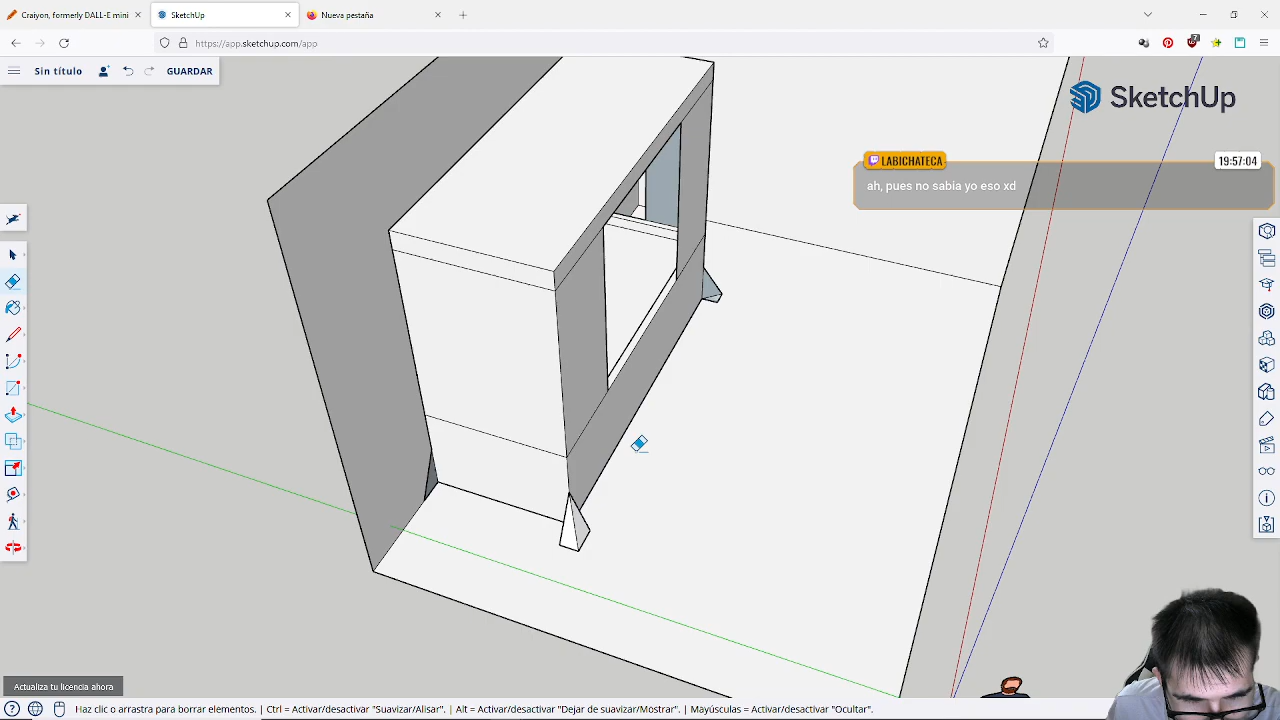 Craiyon, formerly DALL-E mini
SketchUp
Nueva pestaña
https://app.sketchup.com/app
7
Sin título
GUARDAR
SketchUp
LABICHATECA
19:57:04
ah, pues no sabia yo eso xd
Actualiza tu licencia ahora
Haz clic o arrastra para borrar elementos. | Ctrl = Activar/desactivar "Suavizar/Alisar". | Alt = Activar/desactivar "Dejar de suavizar/Mostrar". | Mayúsculas = Activar/desactivar "Ocultar".